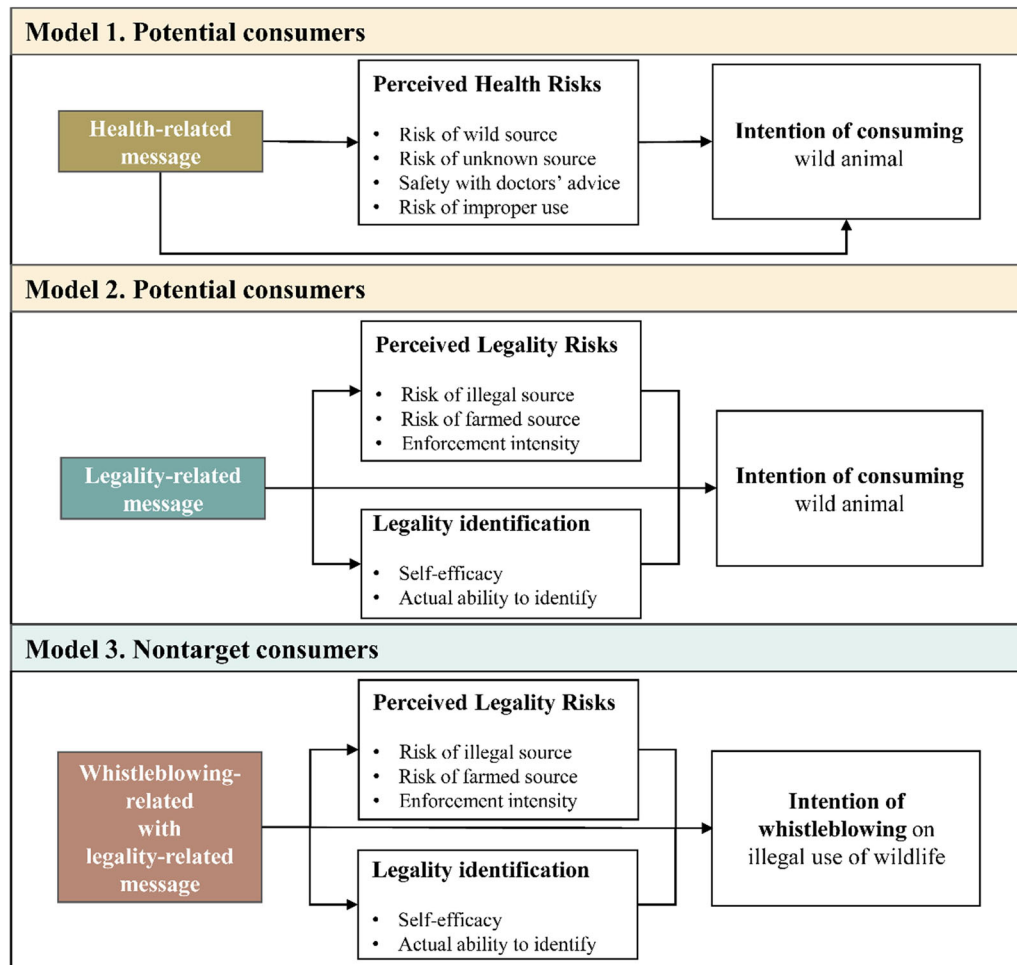 Model 1. Potential consumers
Health-related
message
Perceived Health Risks
• Risk of wild source
• Risk of unknown source
• Safety with doctors’ advice
• Risk of improper use
Intention of consuming
wild animal
Model 2. Potential consumers
Legality-related
message
Perceived Legality Risks
• Risk of illegal source
• Risk of farmed source
• Enforcement intensity
Legality identification
• Self-efficacy
• Actual ability to identify
Intention of consuming
wild animal
Model 3. Nontarget consumers
Whistleblowing-
related
with
legality-related
message
Perceived Legality Risks
• Risk of illegal source
• Risk of farmed source
• Enforcement intensity
Legality identification
• Self-efficacy
• Actual ability to identify
Intention of
whistleblowing on
illegal use of wildlife